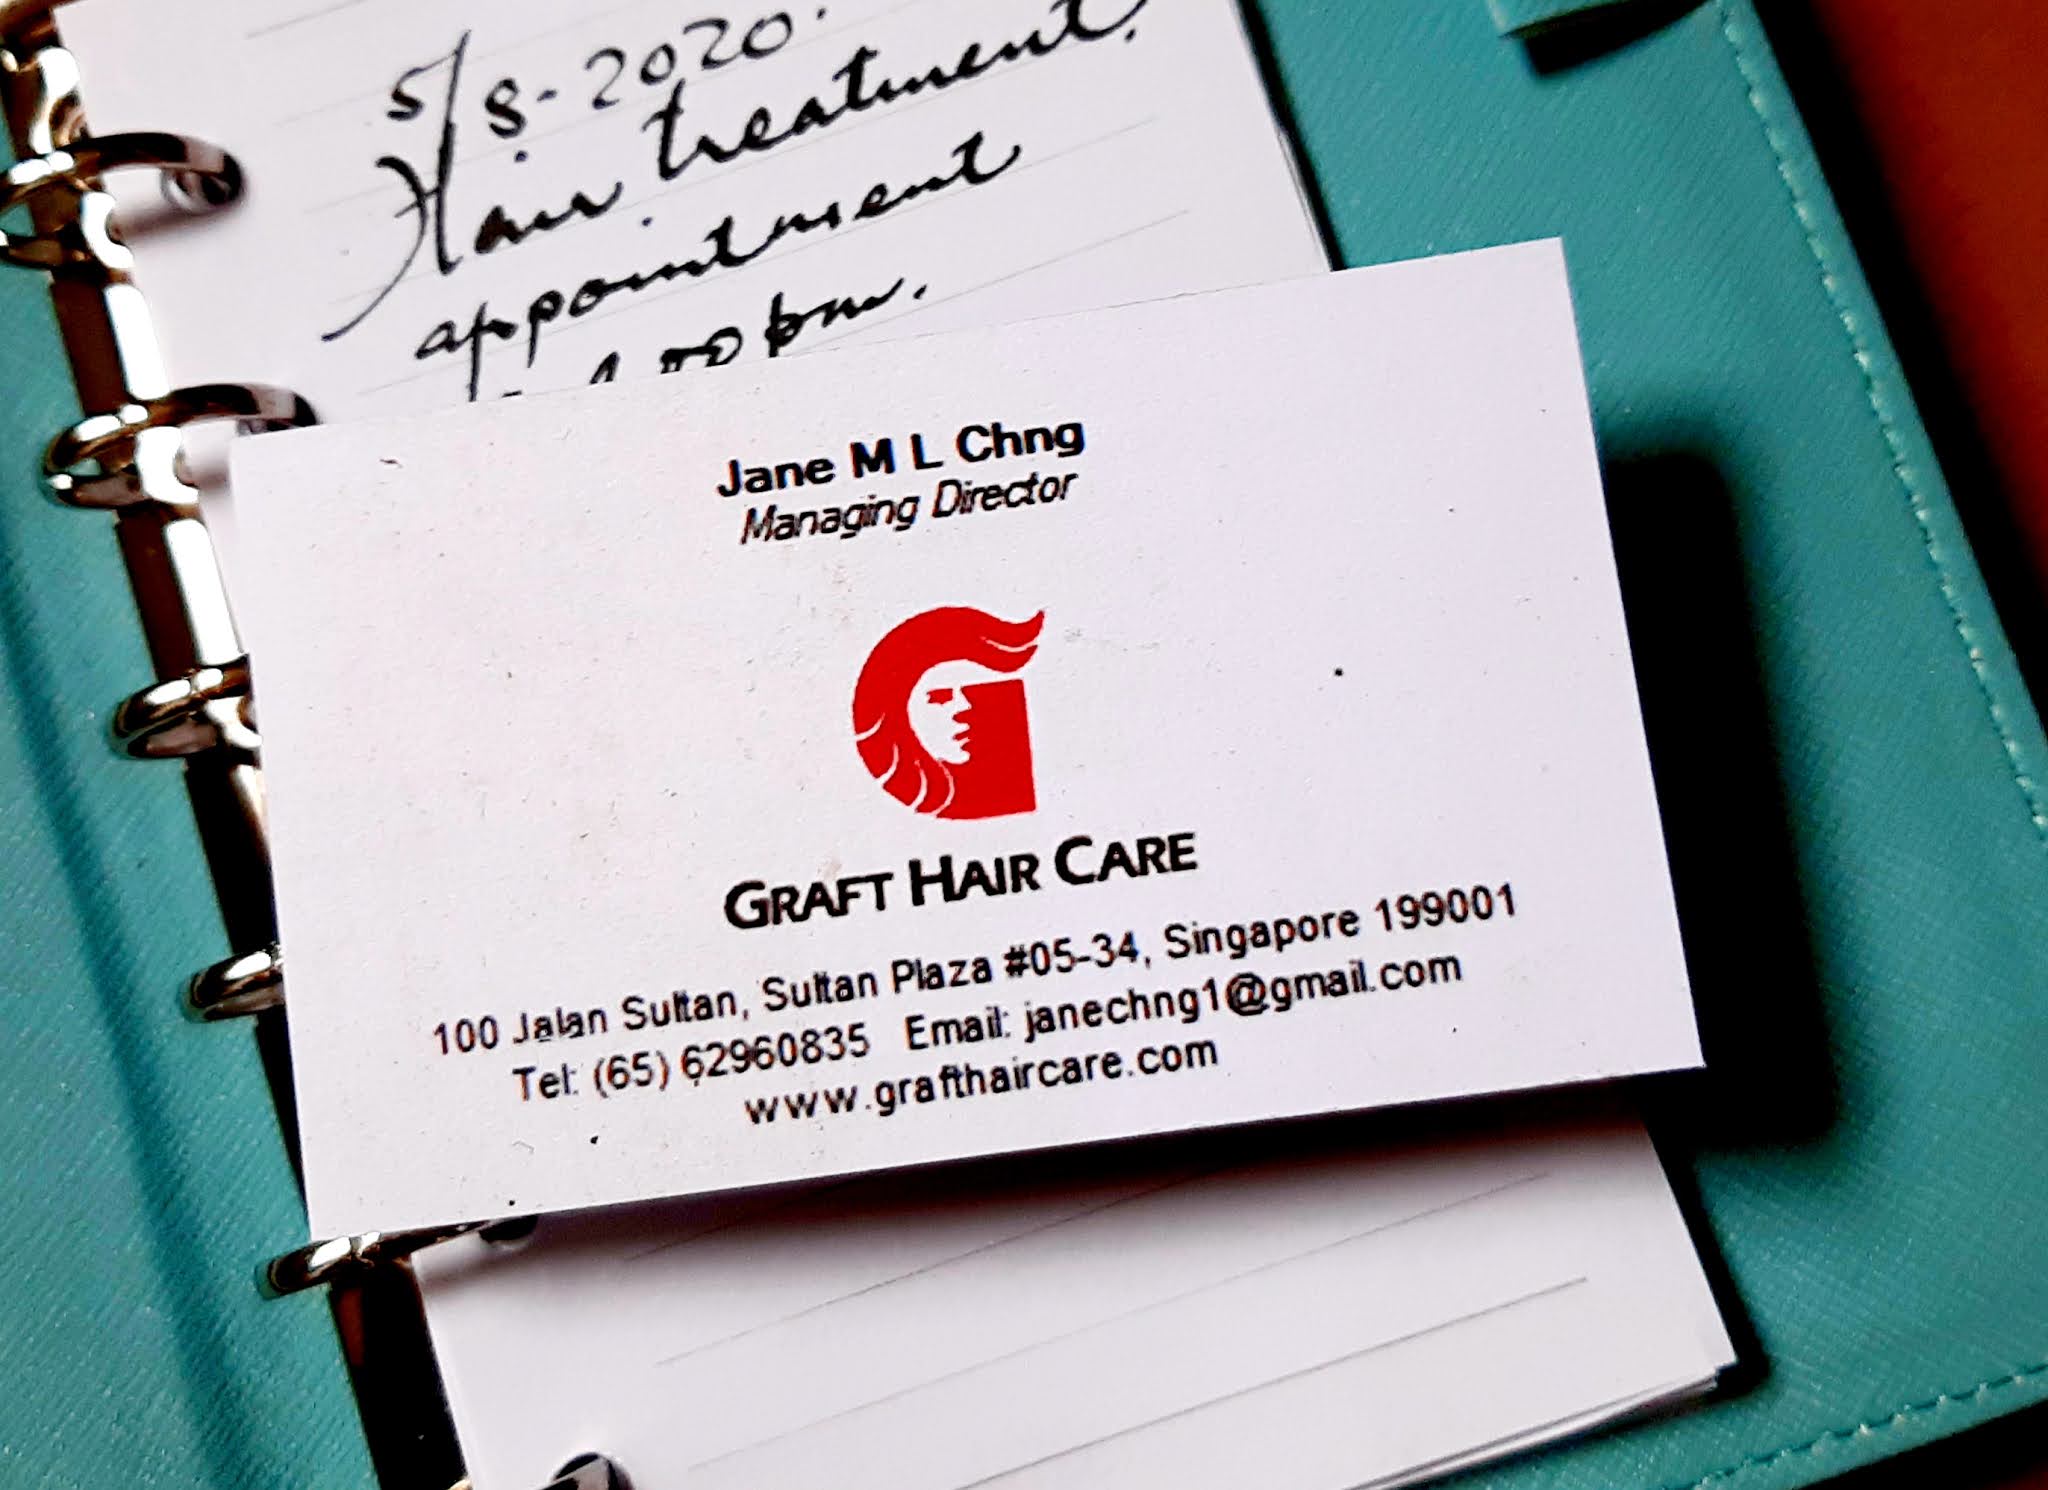 5/8-2020.
Hair treatment.
appointment
pm.
Jane M L Chng
Managing Director
GRAFT HAIR CARE
100 Jalan Sultan, Sultan Plaza #05-34, Singapore 199001
Tel: (65) 62960835 Email: janechng1@gmail.com
www.grafthaircare.com